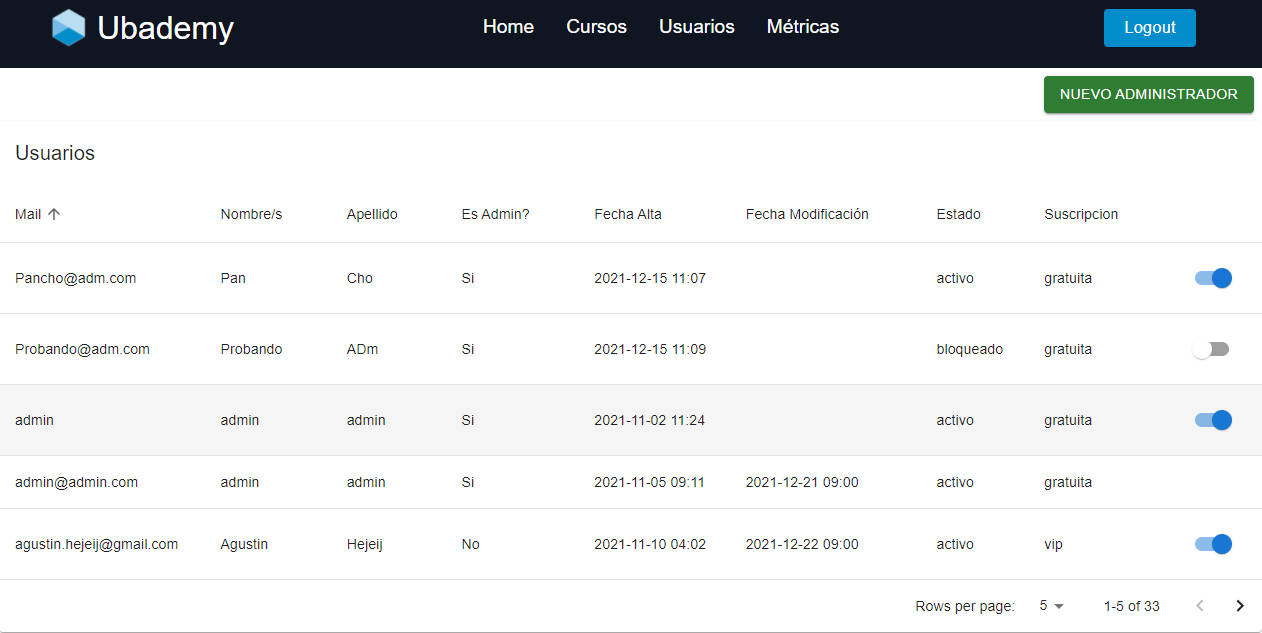 Ubademy Home Cursos Usuarios Métricas Logout
NUEVO ADMINISTRADOR
Usuarios
Mail Nombre/s Apellido Es Admin? Fecha Alta Fecha Modificación Estado Suscripcion
Pancho@adm.com Pan Cho Si 2021-12-15 11:07 activo gratuita
Probando@adm.com Probando ADm Si 2021-12-15 11:09 bloqueado gratuita
admin admin admin Si 2021-11-02 11:24 activo gratuita
admin@admin.com admin admin Si 2021-11-05 09:11 2021-12-21 09:00 activo gratuita
agustin.hejeij@gmail.com Agustin Hejeij No 2021-11-10 04:02 2021-12-22 09:00 activo vip
Rows per page: 5 1-5 of 33